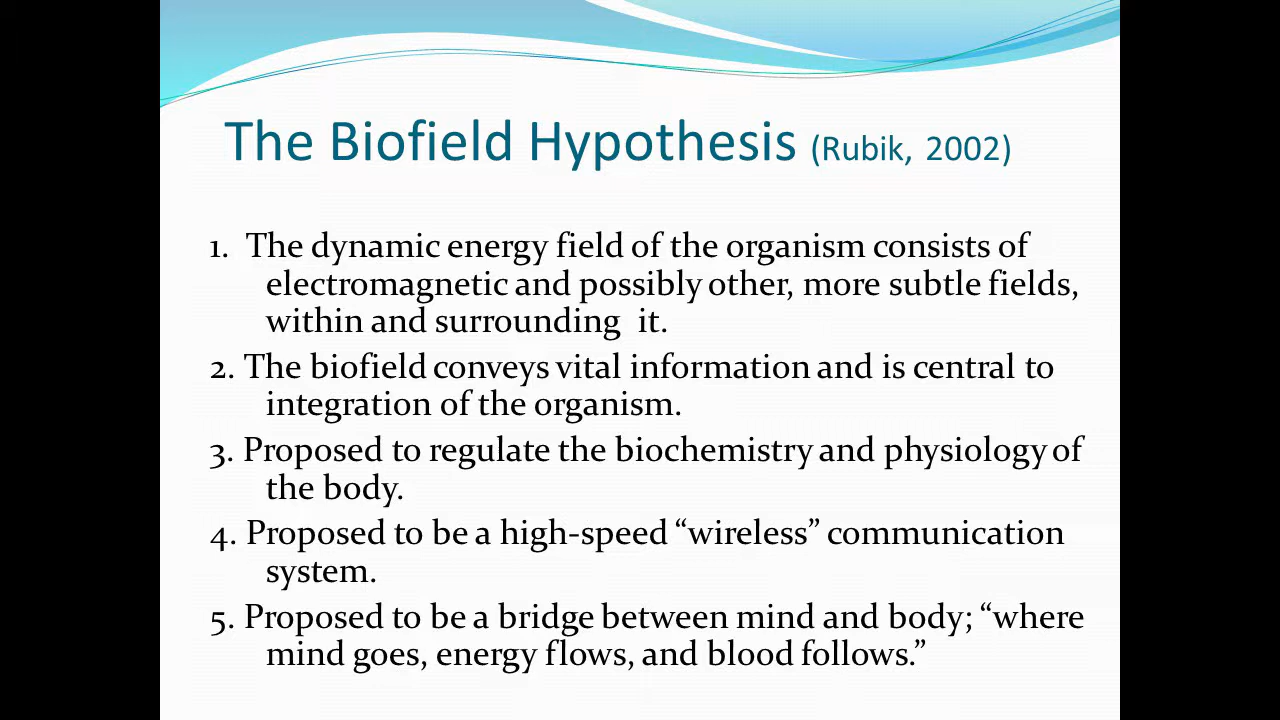 The Biofield Hypothesis (Rubik, 2002)
1. The dynamic energy field of the organism consists of
electromagnetic and possibly other, more subtle fields,
within and surrounding it.
2. The biofield conveys vital information and is central to
integration of the organism.
3. Proposed to regulate the biochemistry and physiology of
the body.
4. Proposed to be a high-speed “wireless” communication
system.
5. Proposed to be a bridge between mind and body; “where
mind goes, energy flows, and blood follows.”